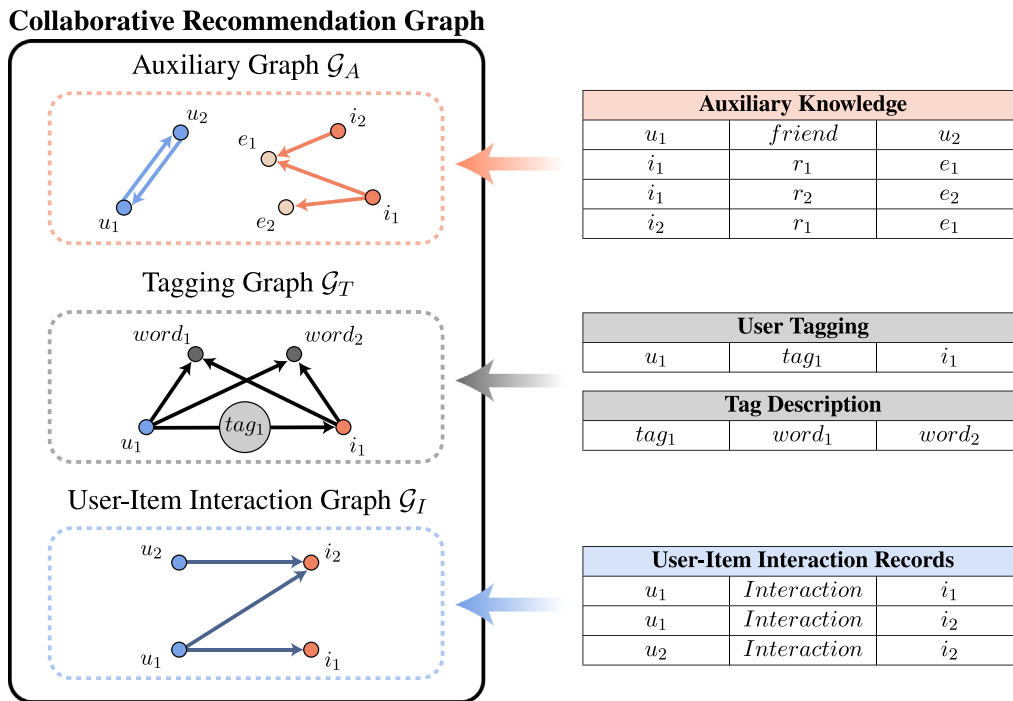 Collaborative Recommendation Graph
Auxiliary Graph 𝒢_A
u_2
i_2
e_1
u_1
e_2
i_1
Tagging Graph 𝒢_T
word_1
word_2
tag_1
u_1
i_1
User-Item Interaction Graph 𝒢_I
u_2
i_2
u_1
i_1
Auxiliary Knowledge
u_1 friend u_2
i_1 r_1 e_1
i_1 r_2 e_2
i_2 r_1 e_1
User Tagging
u_1 tag_1 i_1
Tag Description
tag_1 word_1 word_2
User-Item Interaction Records
u_1 Interaction i_1
u_1 Interaction i_2
u_2 Interaction i_2